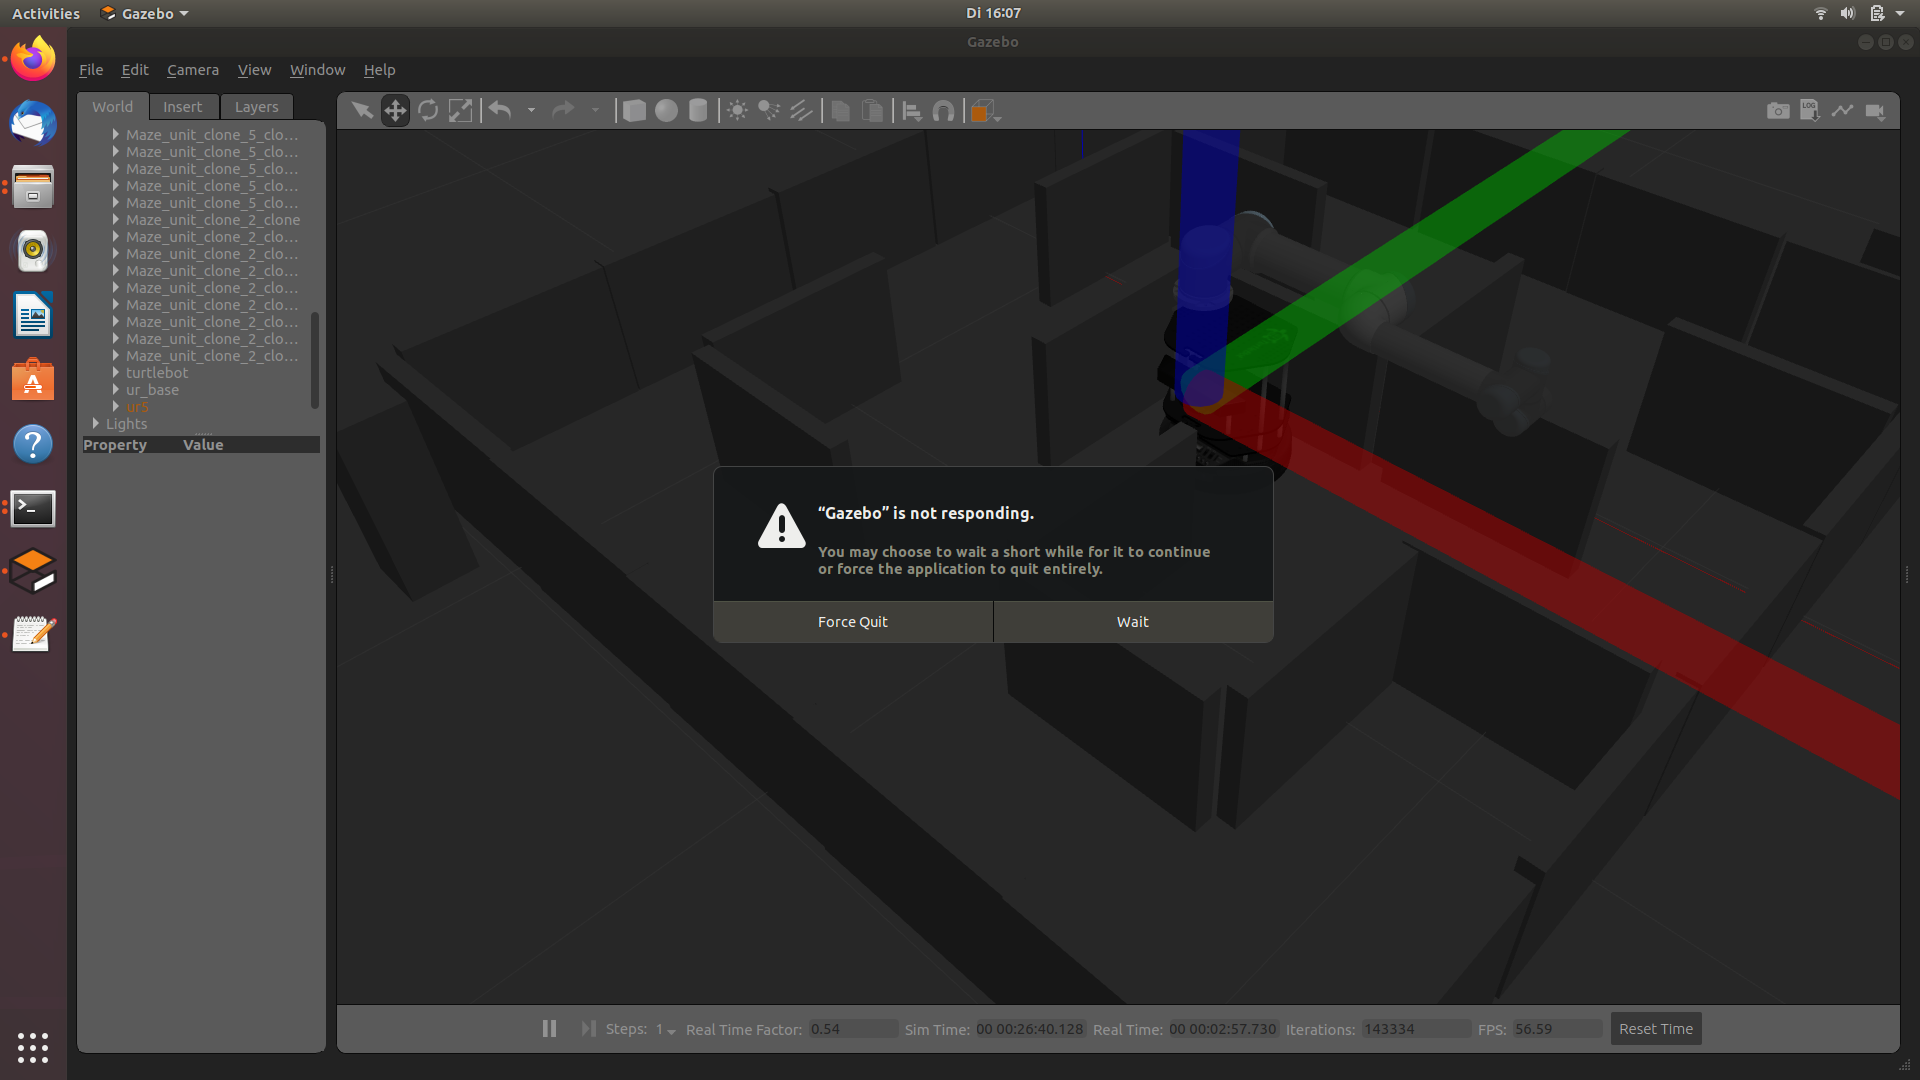 Activities Gazebo Di 16:07
Gazebo
File Edit Camera View Window Help
World Insert Layers
LOG
Maze_unit_clone_5_clo...
Maze_unit_clone_5_clo...
Maze_unit_clone_5_clo...
Maze_unit_clone_5_clo...
Maze_unit_clone_5_clo...
Maze_unit_clone_2_clone
Maze_unit_clone_2_clo...
Maze_unit_clone_2_clo...
Maze_unit_clone_2_clo...
Maze_unit_clone_2_clo...
Maze_unit_clone_2_clo...
Maze_unit_clone_2_clo...
Maze_unit_clone_2_clo...
Maze_unit_clone_2_clo...
turtlebot
ur_base
ur5
Lights
Property Value
“Gazebo” is not responding.
You may choose to wait a short while for it to continue
or force the application to quit entirely.
Force Quit Wait
Steps: 1 Real Time Factor: 0.54 Sim Time: 00 00:26:40.128 Real Time: 00 00:02:57.730 Iterations: 143334 FPS: 56.59 Reset Time